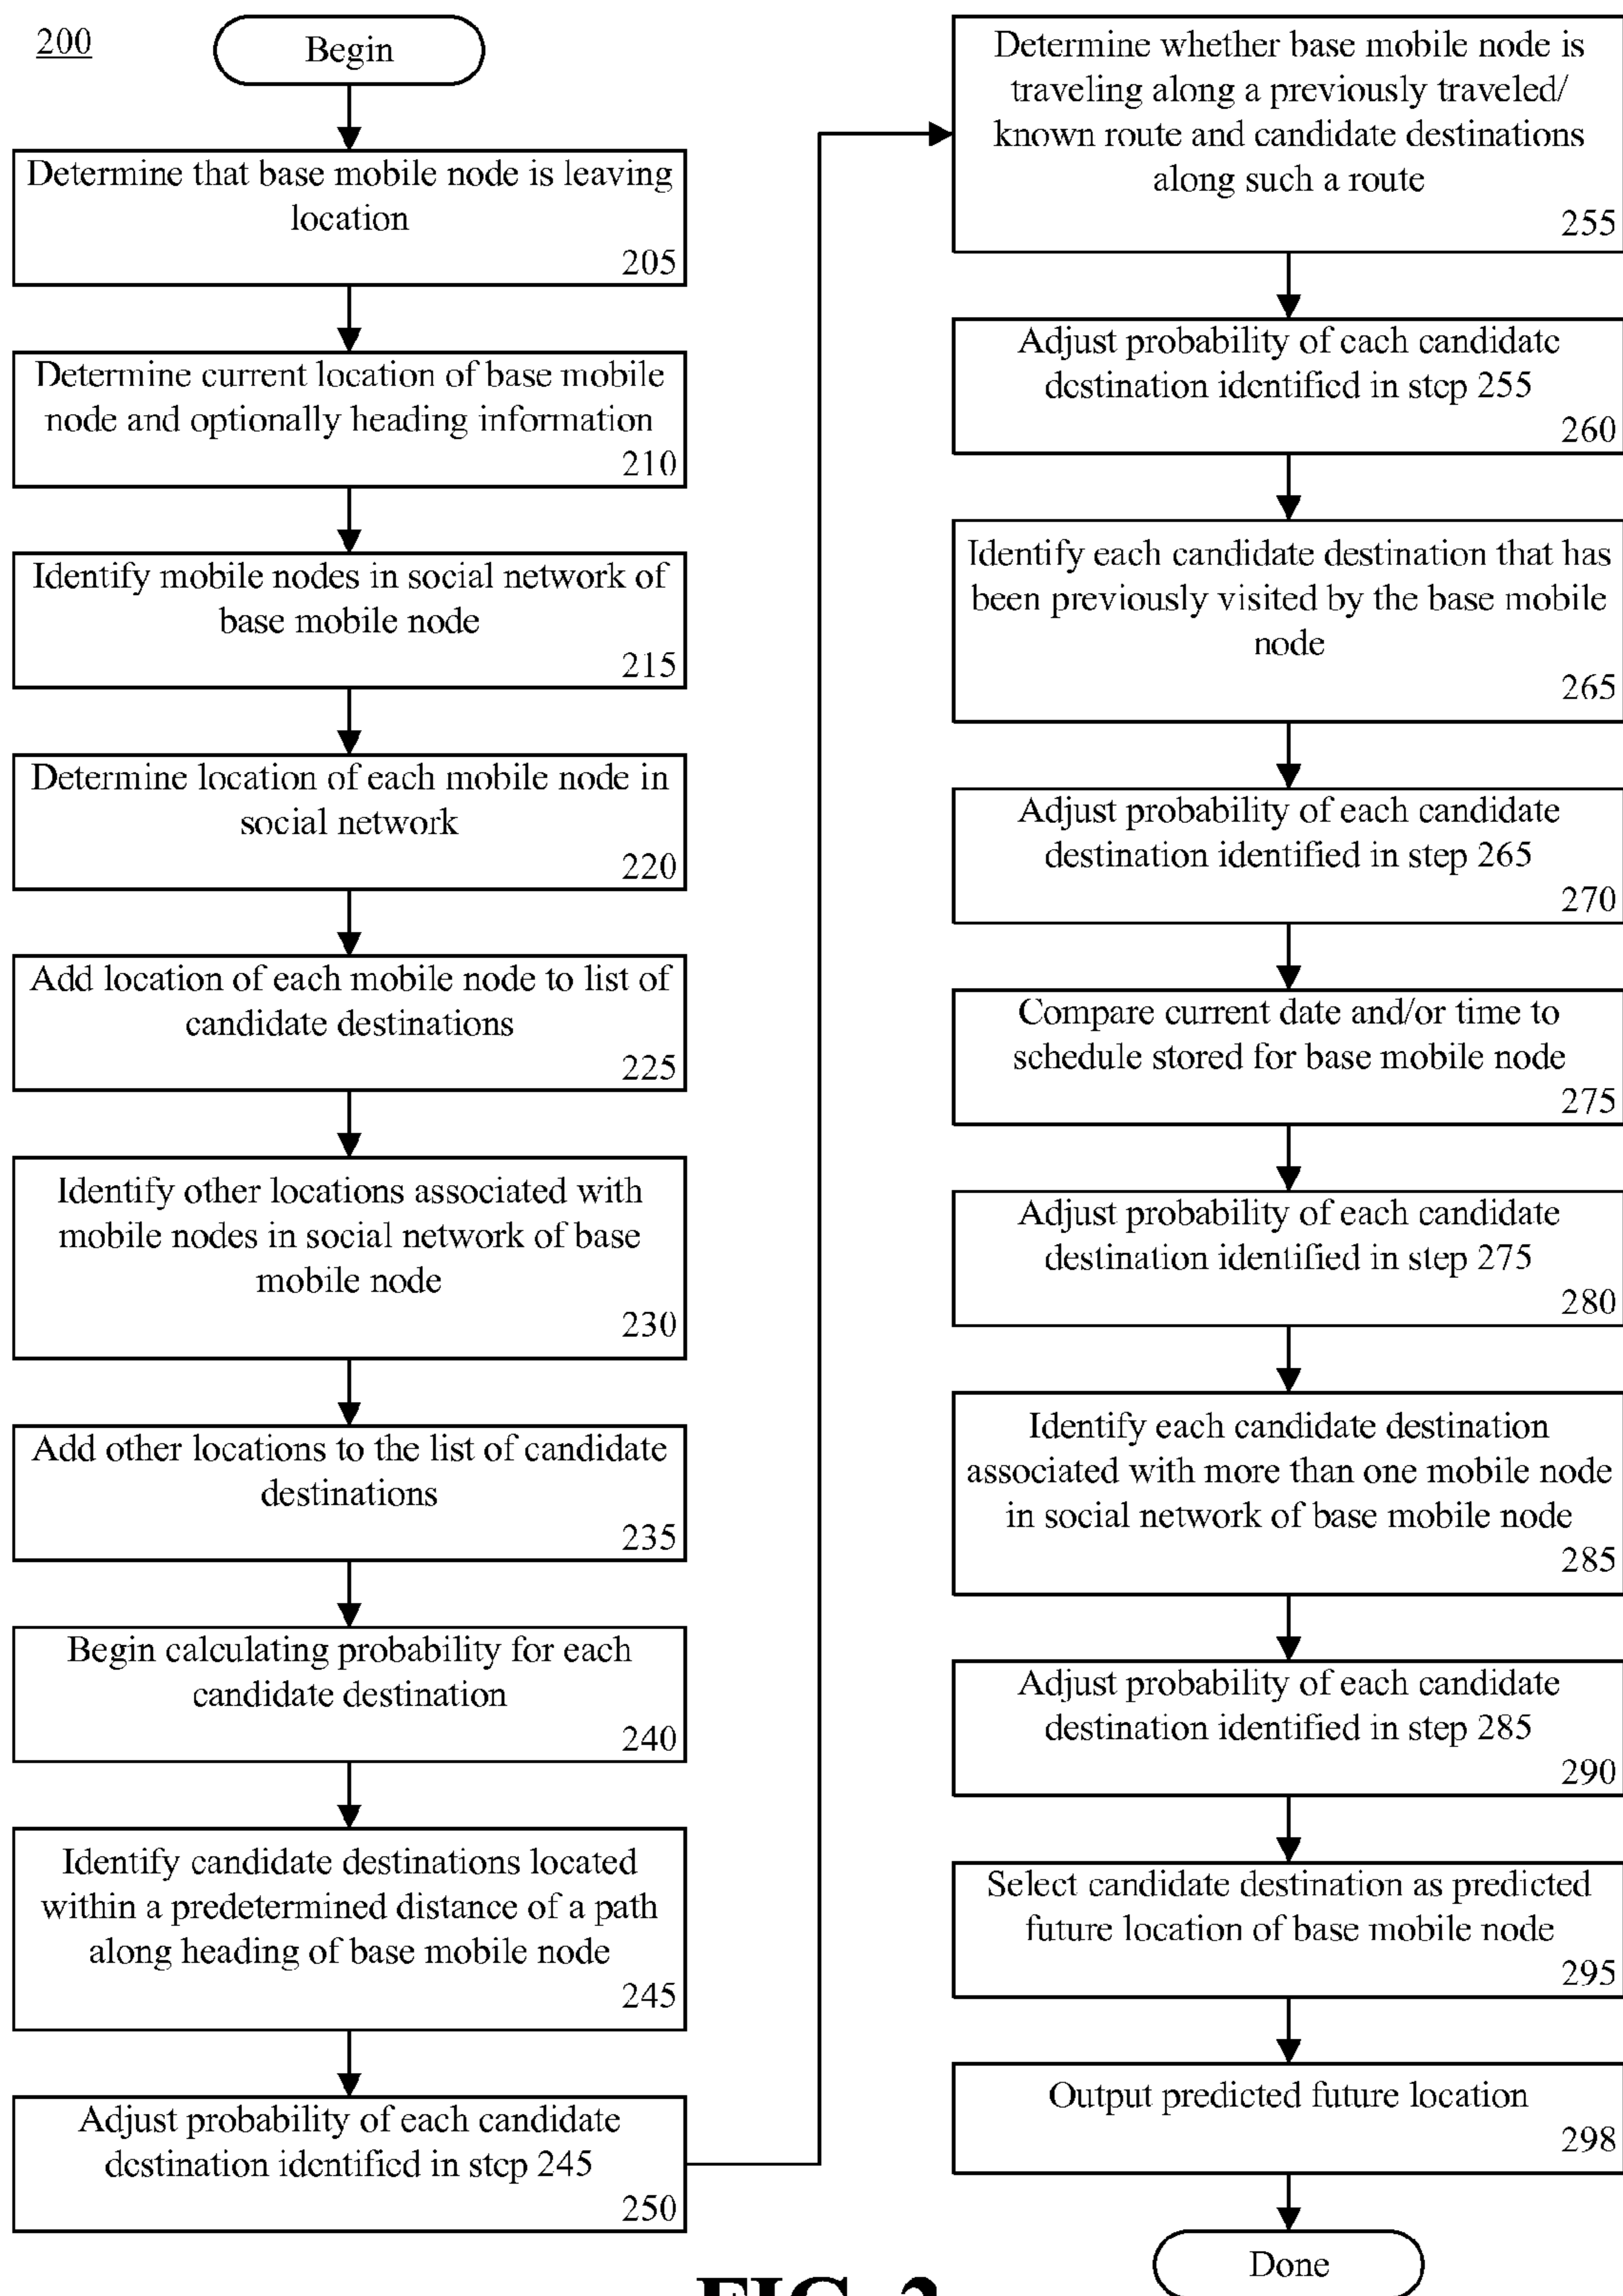 200
Begin
Determine that base mobile node is leaving
location
205
Determine current location of base mobile
node and optionally heading information
210
Identify mobile nodes in social network of
base mobile node
215
Determine location of each mobile node in
social network
220
Add location of each mobile node to list of
candidate destinations
225
Identify other locations associated with
mobile nodes in social network of base
mobile node
230
Add other locations to the list of candidate
destinations
235
Begin calculating probability for each
candidate destination
240
Identify candidate destinations located
within a predetermined distance of a path
along heading of base mobile node
245
Adjust probability of each candidate
destination identified in step 245
250
Determine whether base mobile node is
traveling along a previously traveled/
known route and candidate destinations
along such a route
255
Adjust probability of each candidate
destination identified in step 255
260
Identify each candidate destination that has
been previously visited by the base mobile
node
265
Adjust probability of each candidate
destination identified in step 265
270
Compare current date and/or time to
schedule stored for base mobile node
275
Adjust probability of each candidate
destination identified in step 275
280
Identify each candidate destination
associated with more than one mobile node
in social network of base mobile node
285
Adjust probability of each candidate
destination identified in step 285
290
Select candidate destination as predicted
future location of base mobile node
295
Output predicted future location
298
Done
FIG. 2